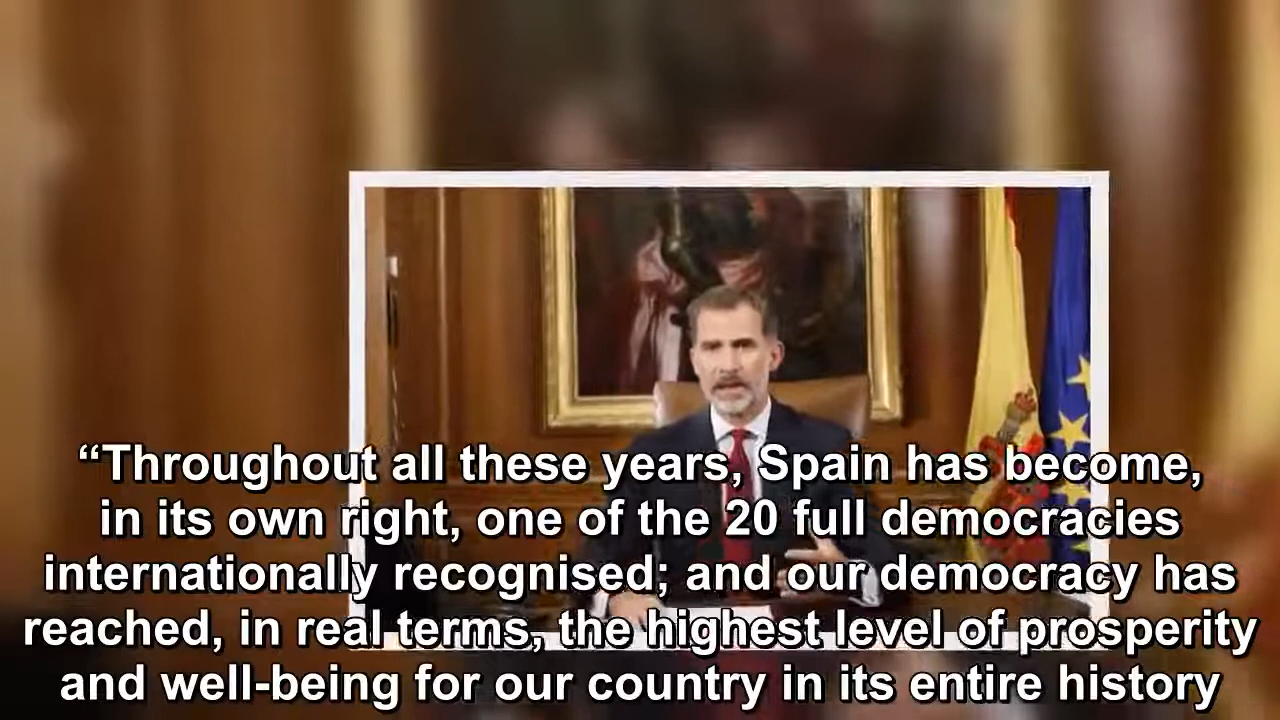 “Throughout all these years, Spain has become,
in its own right, one of the 20 full democracies
internationally recognised; and our democracy has
reached, in real terms, the highest level of prosperity
and well-being for our country in its entire history